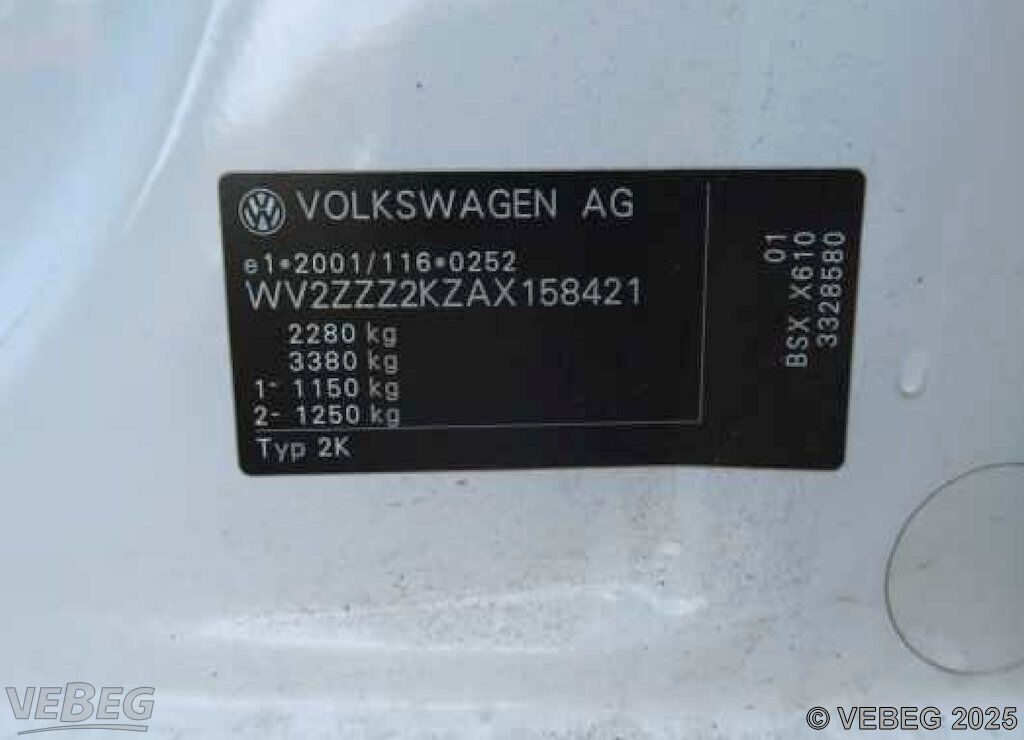 VOLKSWAGEN AG
e1*2001/116*0252
WV2ZZZ2KZAX158421
2280 kg
3380 kg
1- 1150 kg
2- 1250 kg
Typ 2K
01
BSX X610
3328580
VEBEG
© VEBEG 2025